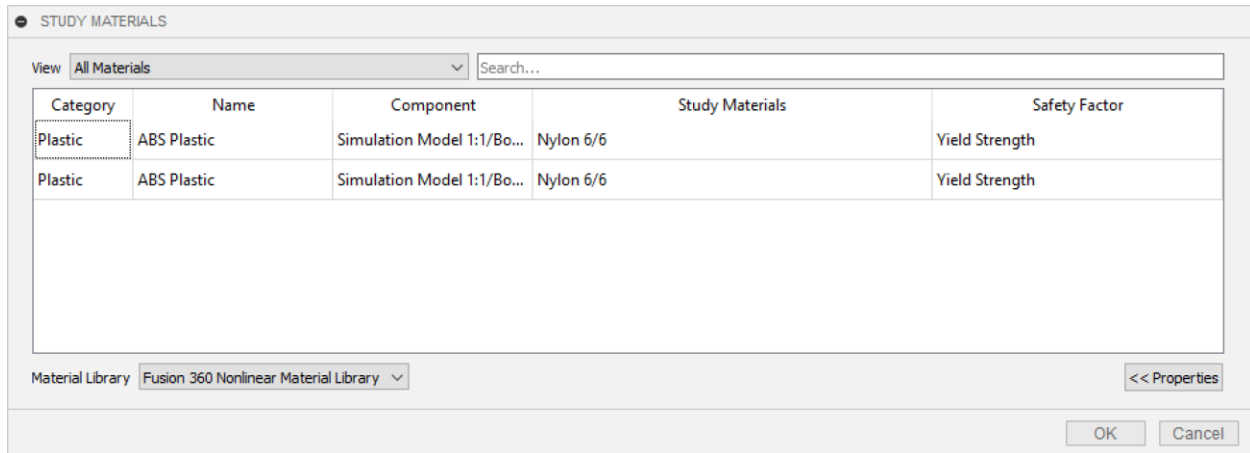 STUDY MATERIALS
View All Materials Search...
Category Name Component Study Materials Safety Factor
Plastic ABS Plastic Simulation Model 1:1/Bo... Nylon 6/6 Yield Strength
Plastic ABS Plastic Simulation Model 1:1/Bo... Nylon 6/6 Yield Strength
Material Library Fusion 360 Nonlinear Material Library << Properties
OK Cancel